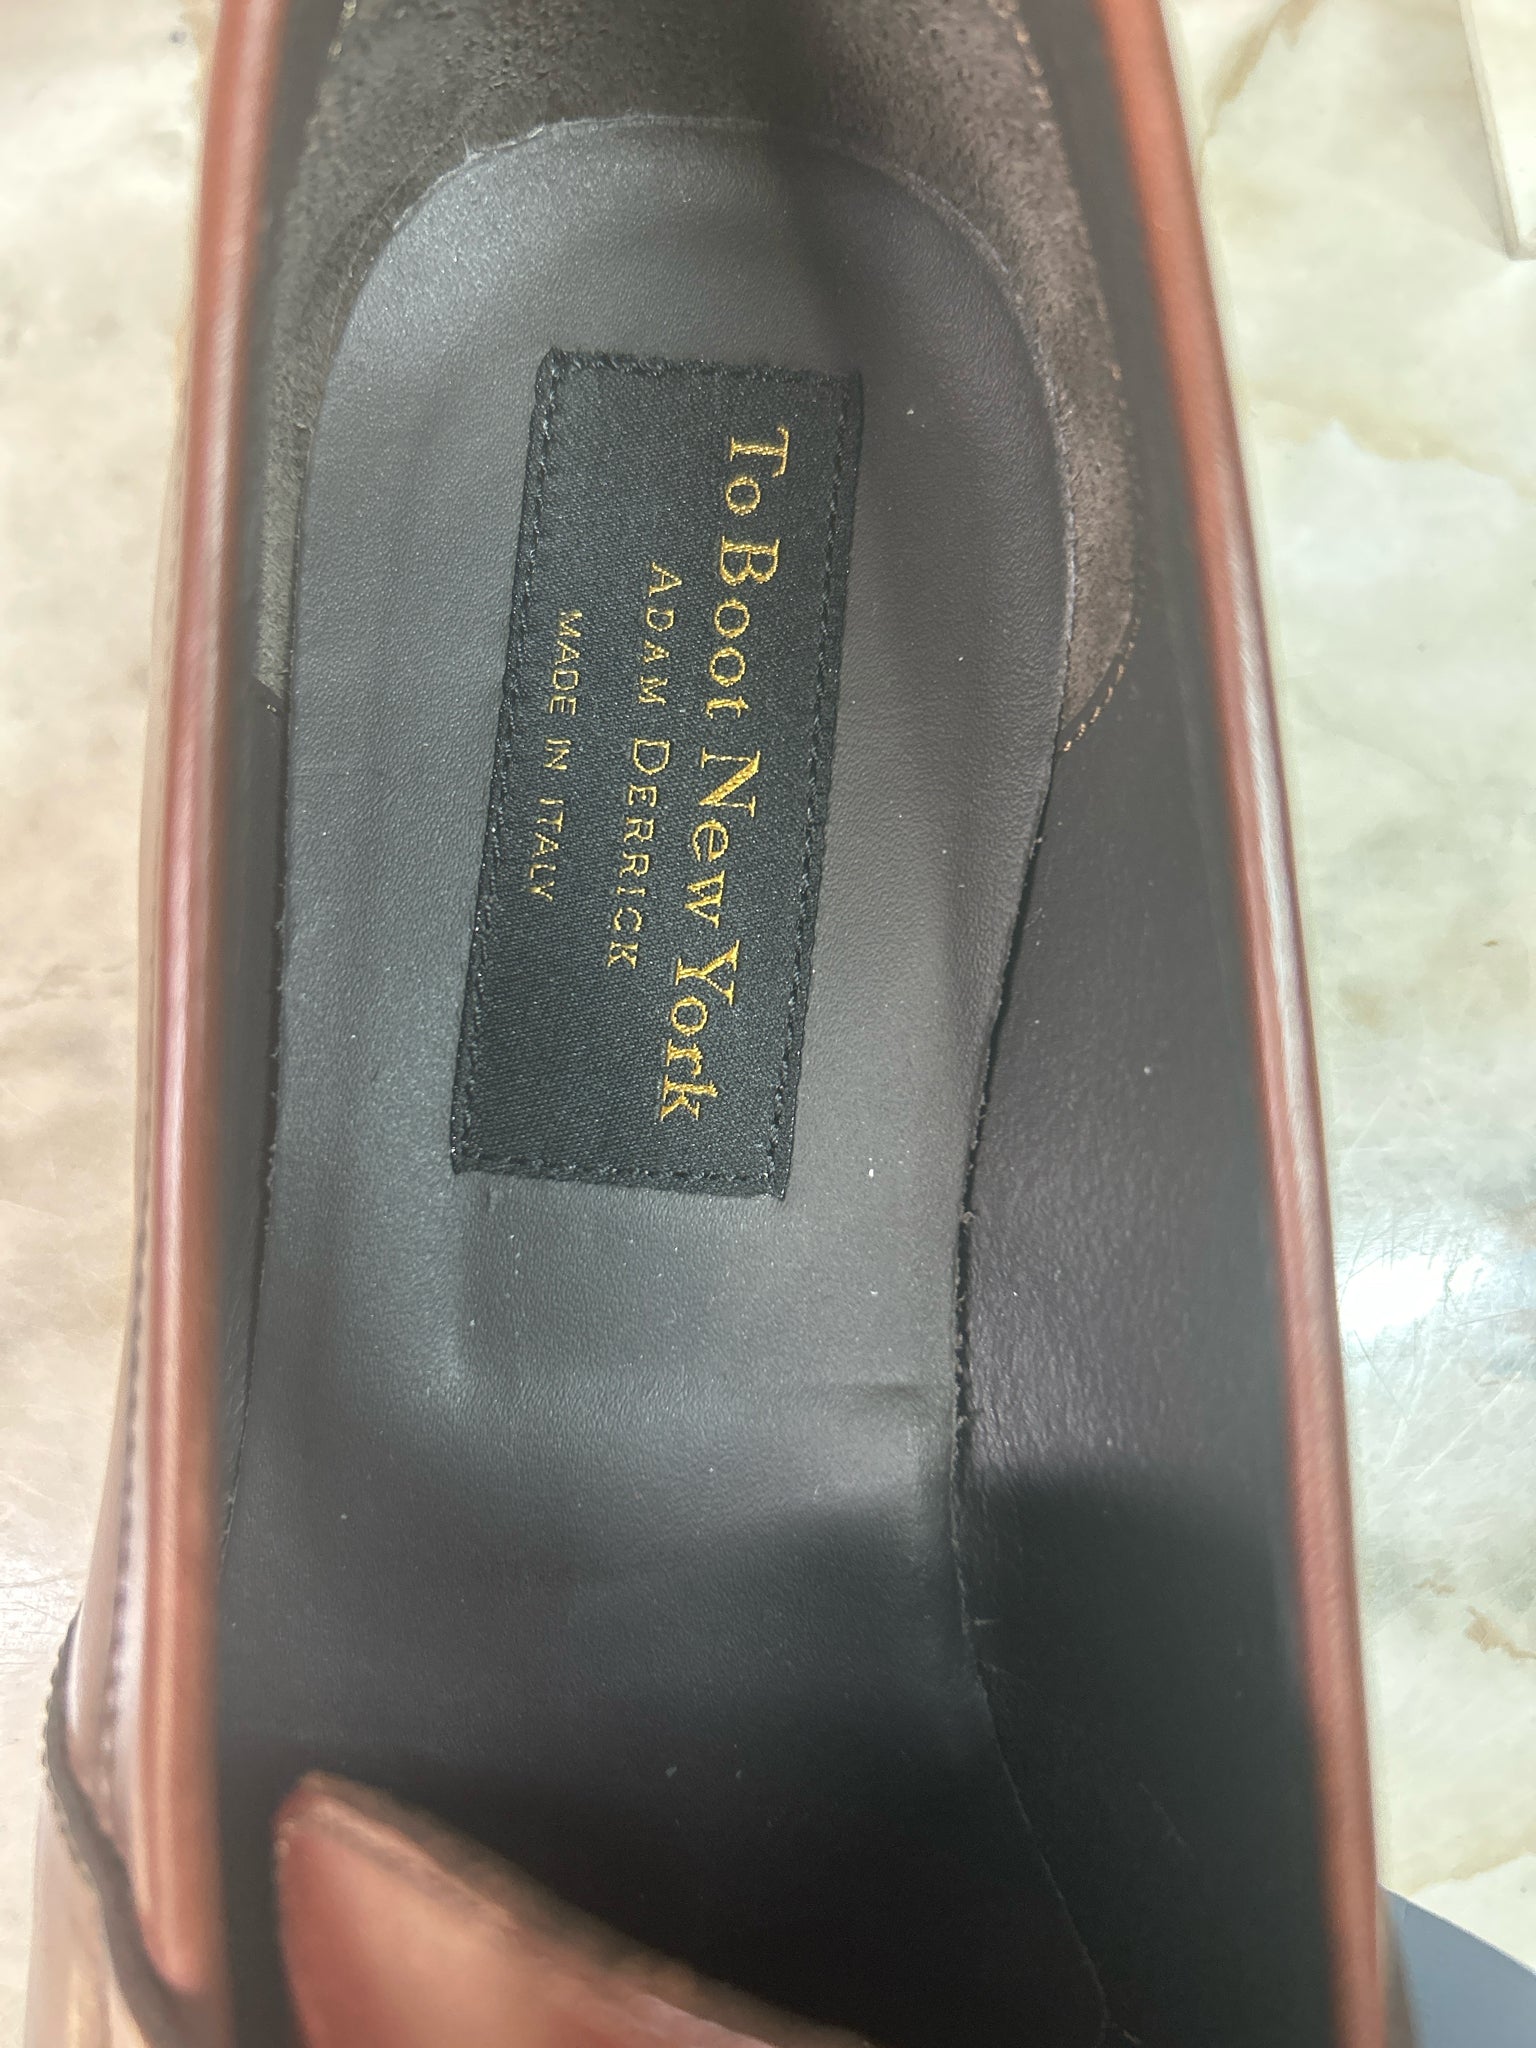 To Boot New York
ADAM DERRICK
MADE IN ITALY